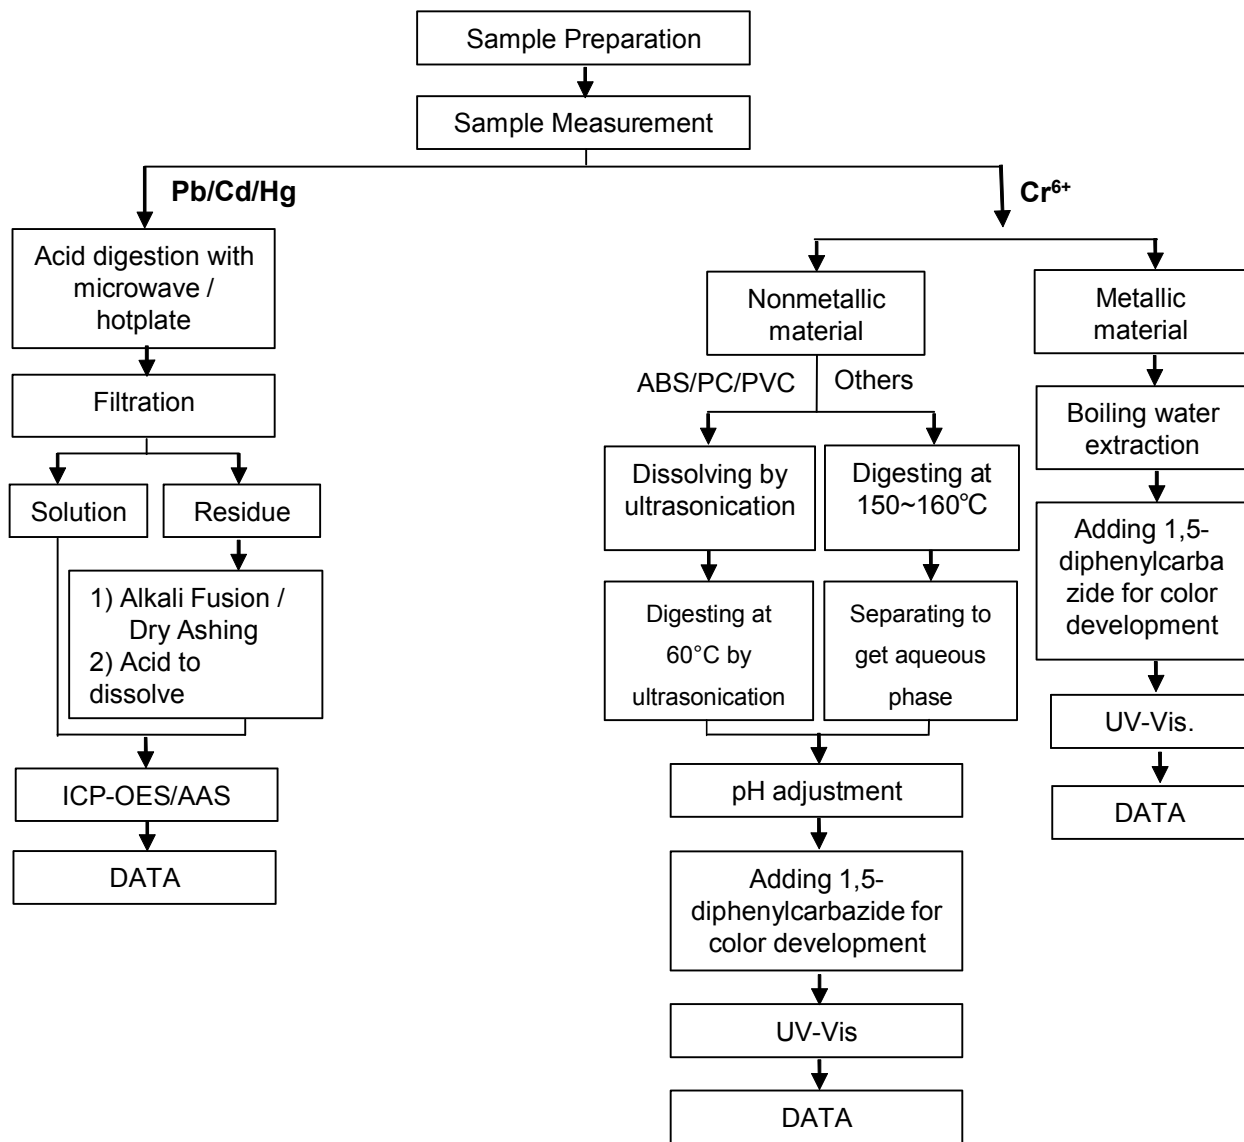 Sample Preparation
Sample Measurement
Pb/Cd/Hg
Cr⁶⁺
Acid digestion with
microwave /
hotplate
Filtration
Solution
Residue
1) Alkali Fusion /
Dry Ashing
2) Acid to
dissolve
ICP-OES/AAS
DATA
Nonmetallic
material
ABS/PC/PVC
Others
Dissolving by
ultrasonication
Digesting at
150~160℃
Digesting at
60°C by
ultrasonication
Separating to
get aqueous
phase
pH adjustment
Adding 1,5-
diphenylcarbazide for
color development
UV-Vis
DATA
Metallic
material
Boiling water
extraction
Adding 1,5-
diphenylcarba
zide for color
development
UV-Vis.
DATA